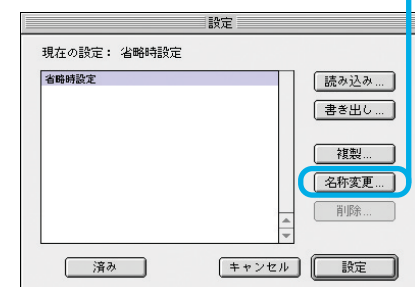 設定
現在の設定： 省略時設定
省略時設定
読み込み...
書き出し...
複製...
名称変更...
削除...
済み
キャンセル
設定